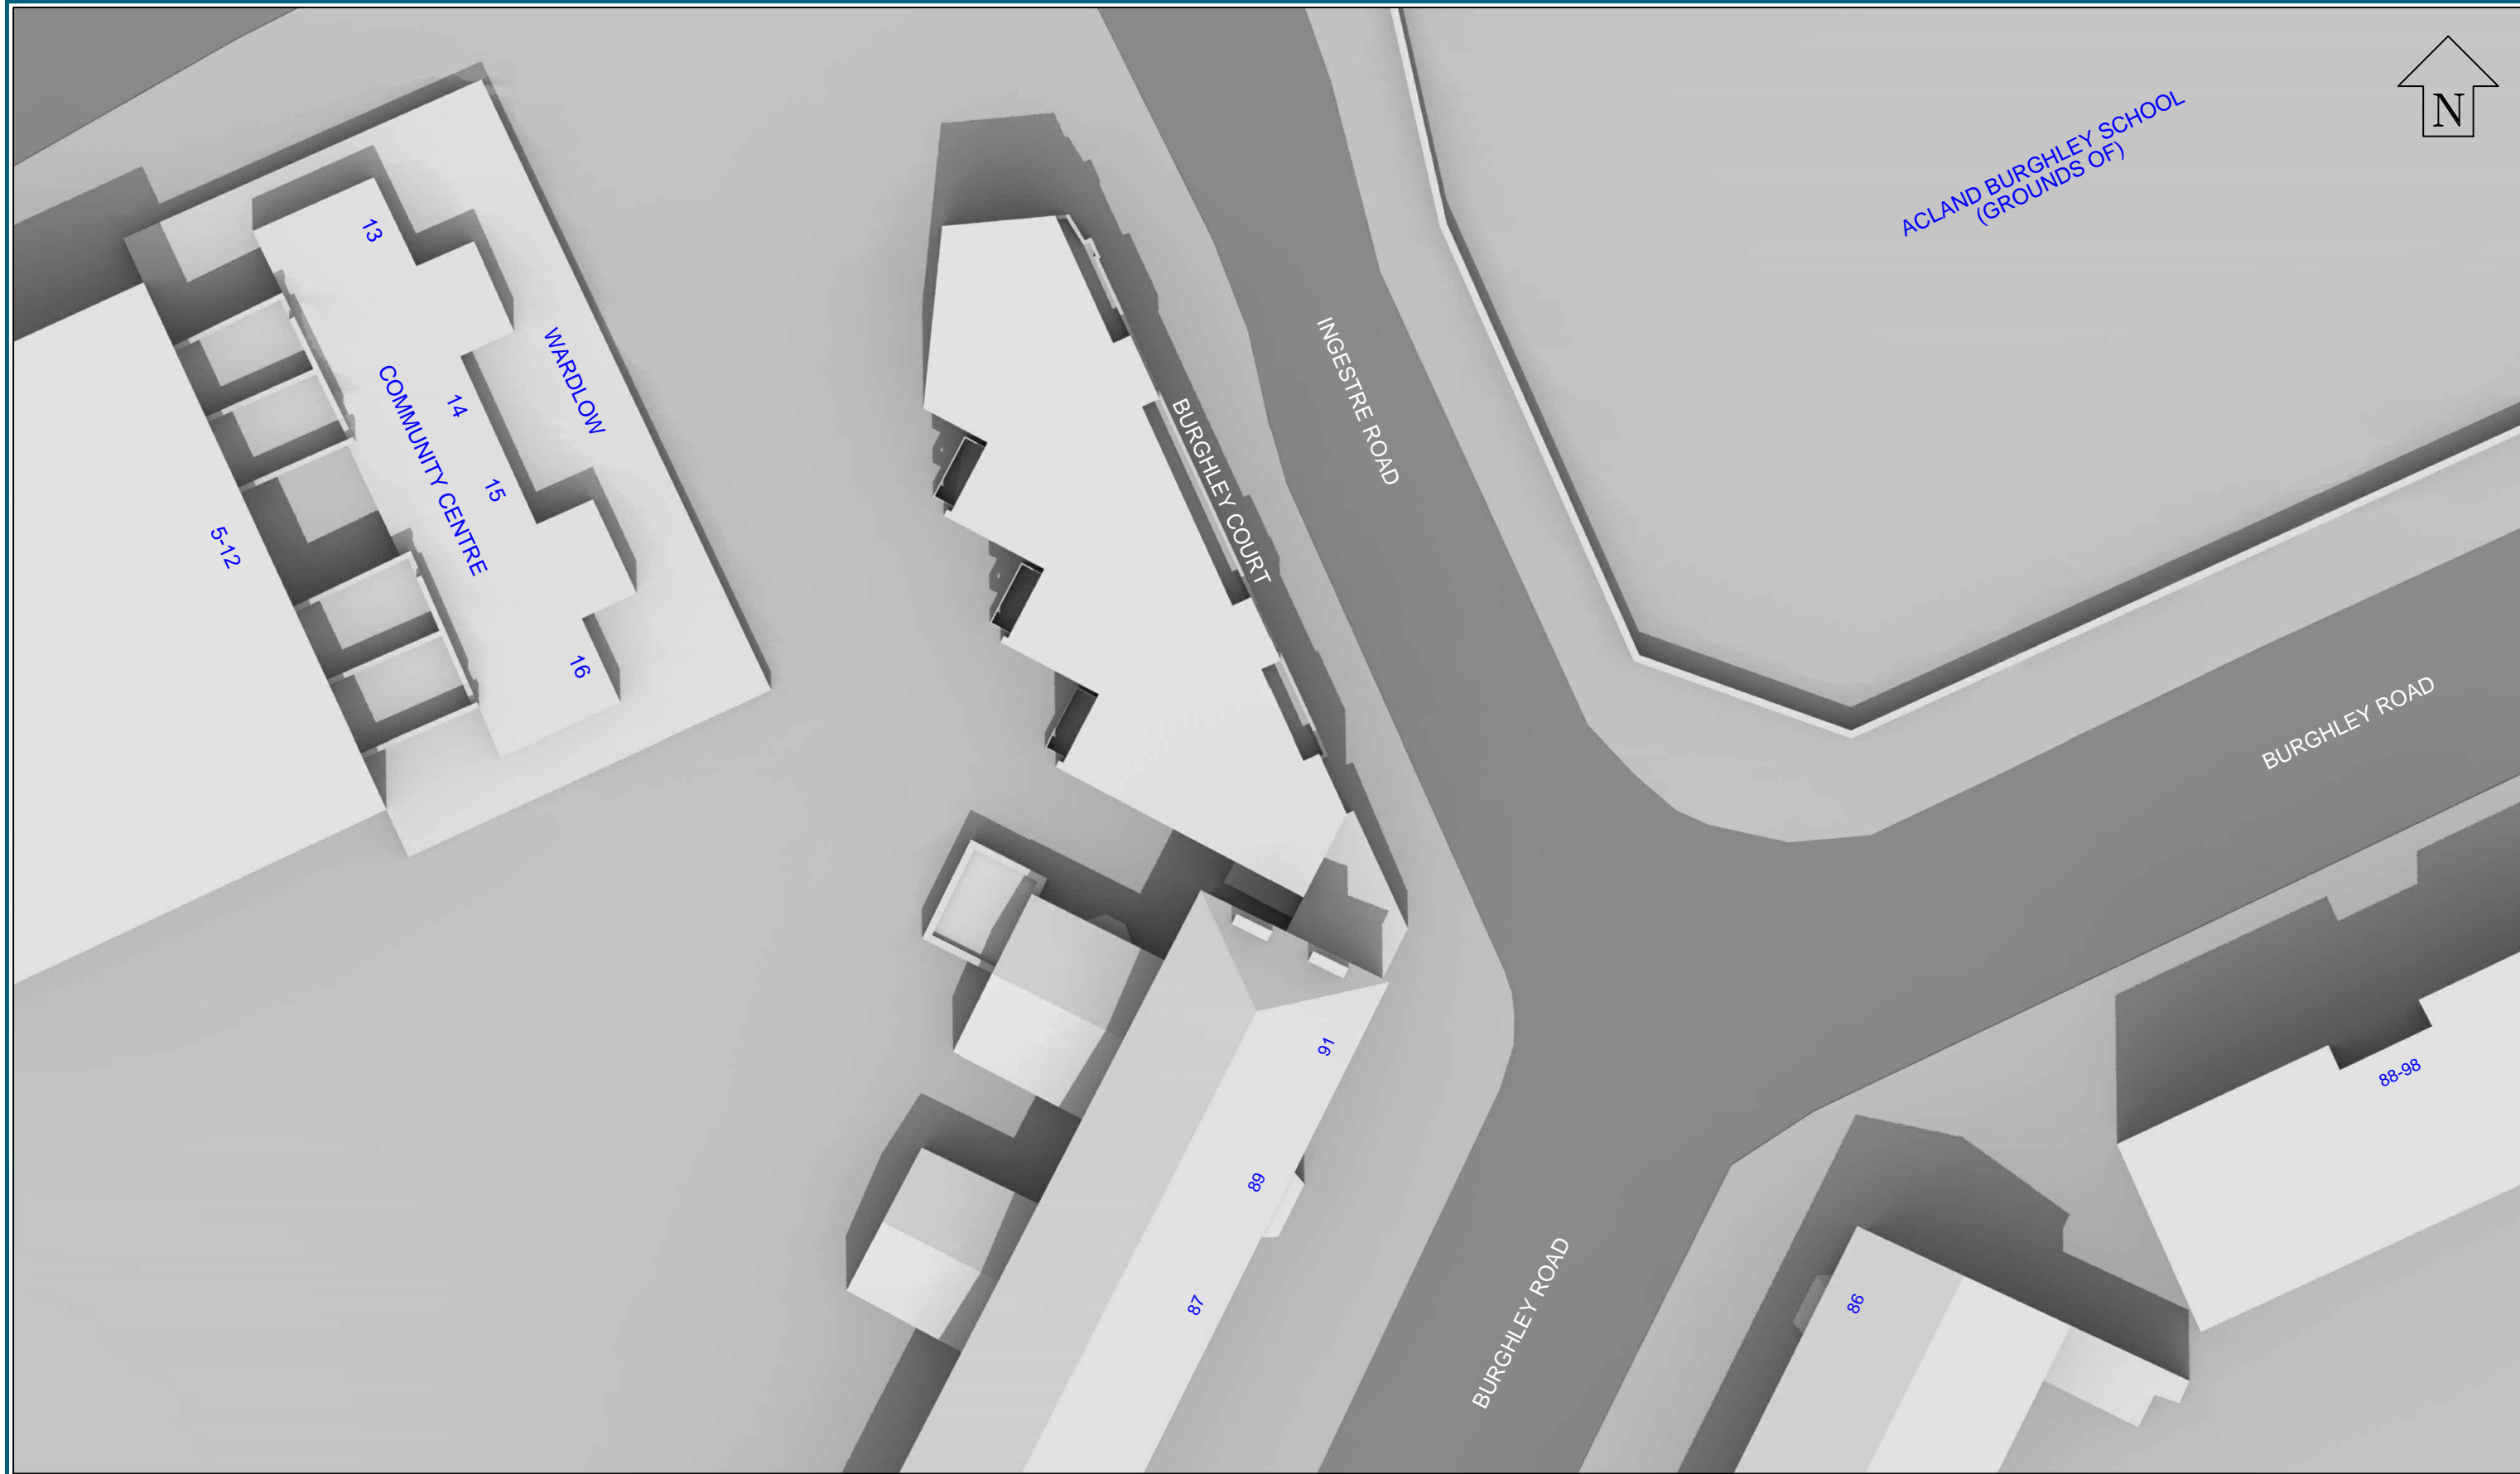 N
ACLAND BURGHLEY SCHOOL
(GROUNDS OF)
13
WARDLOW
COMMUNITY CENTRE
14
15
16
5-12
INGESTRE ROAD
BURGHLEY COURT
BURGHLEY ROAD
91
89
87
BURGHLEY ROAD
86
88-98